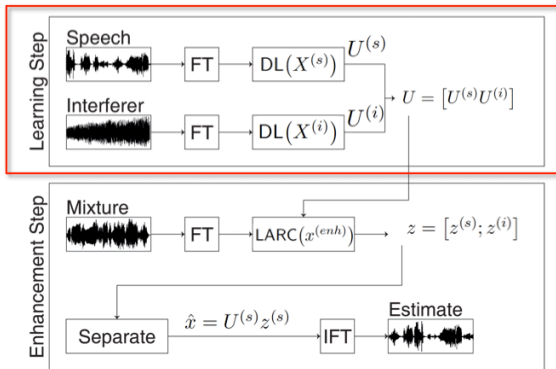 Learning Step
Speech
FT
DL(X^{(s)})
U^{(s)}
Interferer
FT
DL(X^{(i)})
U^{(i)}
U = [U^{(s)}U^{(i)}]
Enhancement Step
Mixture
FT
LARC(x^{(enh)})
z = [z^{(s)}; z^{(i)}]
Separate
x̂ = U^{(s)}z^{(s)}
IFT
Estimate